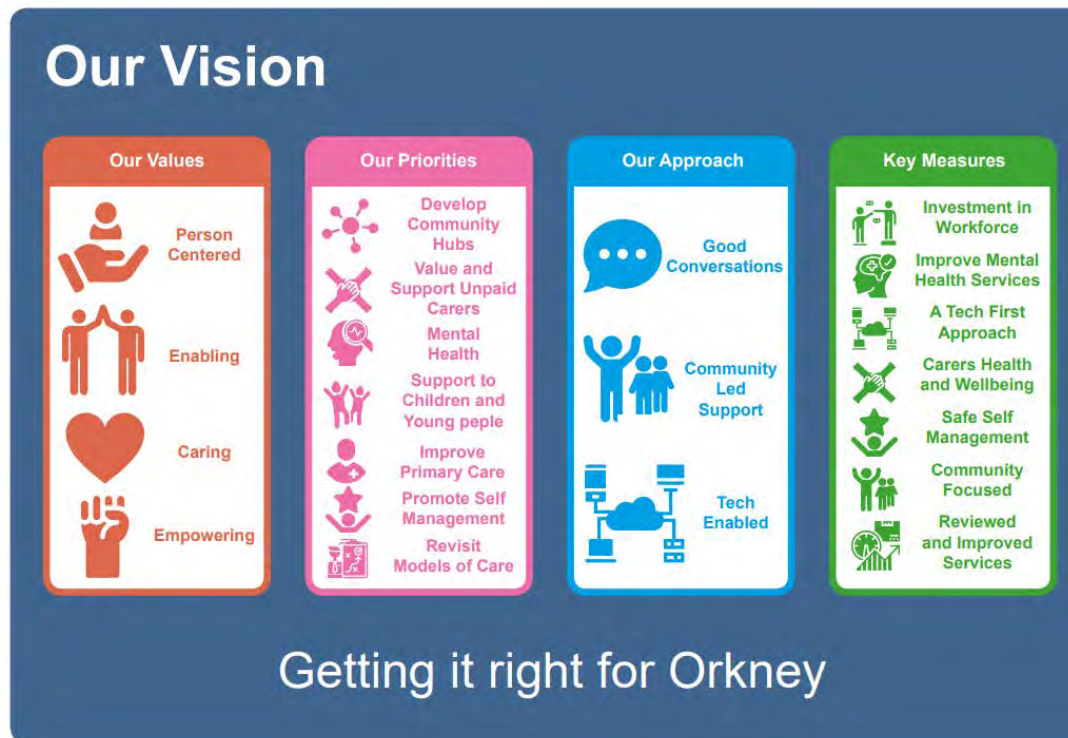 Our Vision
Our Values
Person
Centered
Enabling
Caring
Empowering
Our Priorities
Develop
Community
Hubs
Value and
Support Unpaid
Carers
Mental
Health
Support to
Children and
Young peple
Improve
Primary Care
Promote Self
Management
Revisit
Models of Care
Our Approach
Good
Conversations
Community
Led
Support
Tech
Enabled
Key Measures
Investment in
Workforce
Improve Mental
Health Services
A Tech First
Approach
Carers Health
and Wellbeing
Safe Self
Management
Community
Focused
Reviewed
and Improved
Services
Getting it right for Orkney